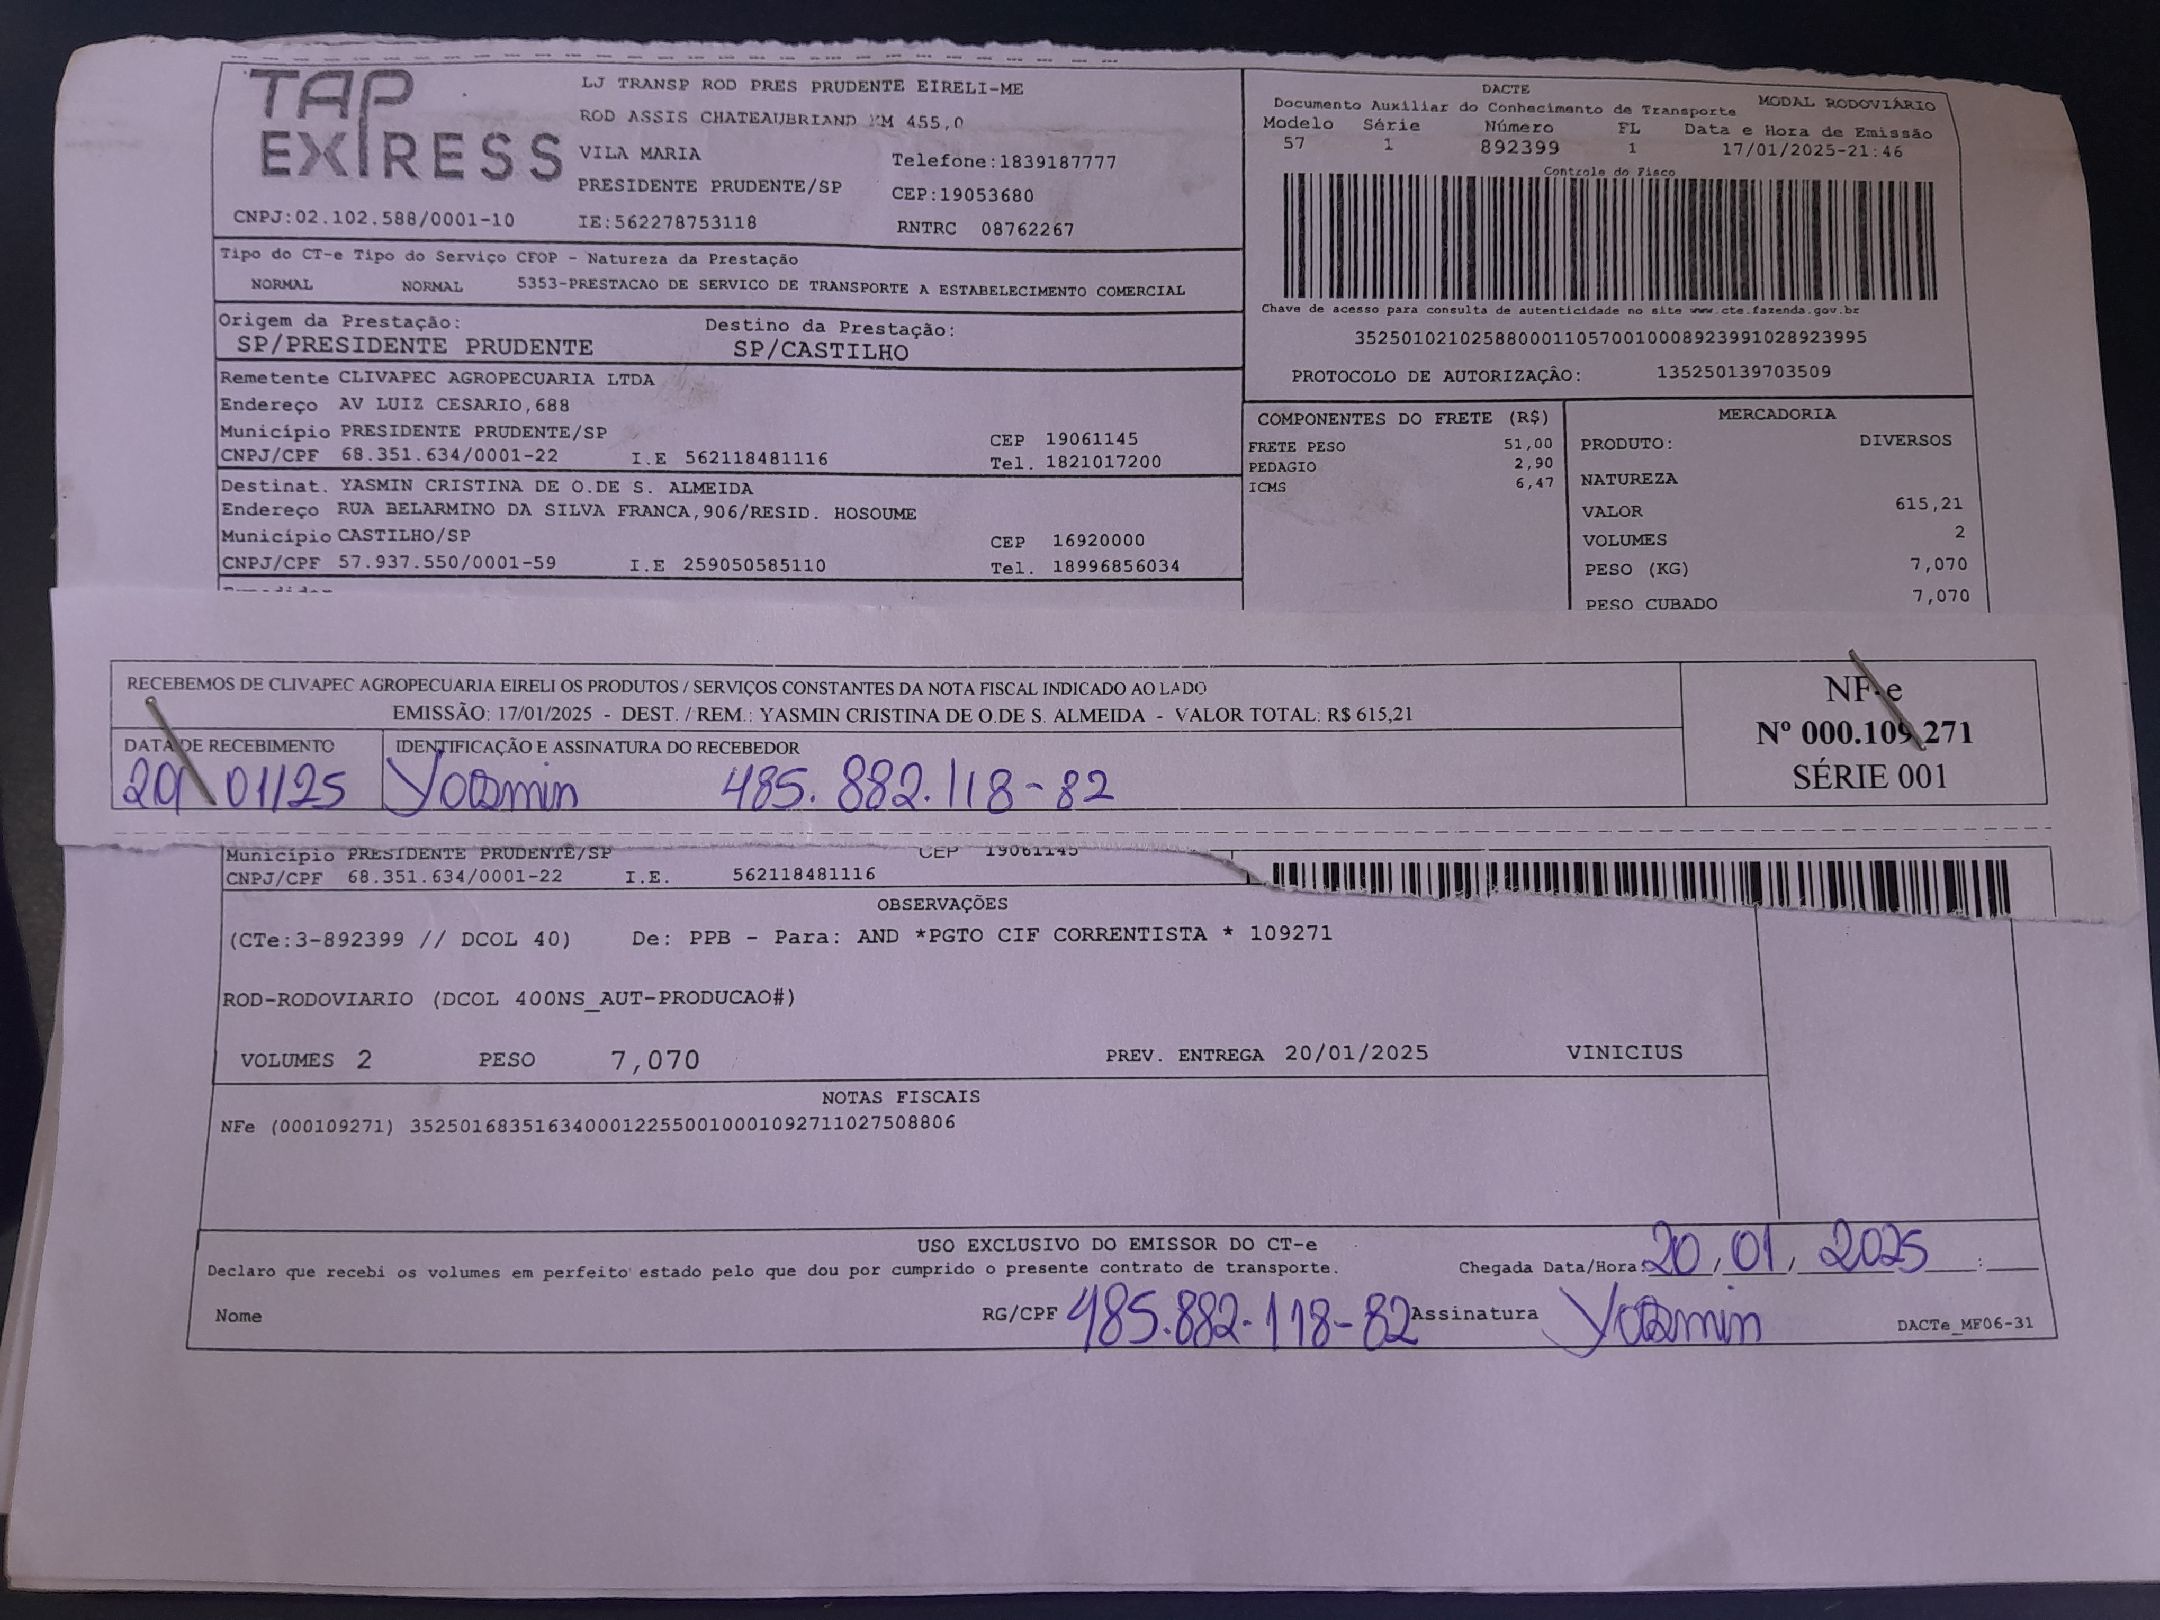 TAP EXPRESS
LJ TRANSP ROD PRES PRUDENTE EIRELI-ME
ROD ASSIS CHATEAUBRIAND KM 455,0
VILA MARIA
Telefone:1839187777
PRESIDENTE PRUDENTE/SP
CEP:19053680
CNPJ:02.102.588/0001-10
IE:562278753118
RNTRC 08762267
DACTE
Documento Auxiliar do Conhecimento de Transporte
MODAL RODOVIÁRIO
Modelo Série Número FL Data e Hora de Emissão
57 1 892399 1 17/01/2025-21:46
Controle do Fisco
Chave de acesso para consulta de autenticidade no site www.cte.fazenda.gov.br
35250102102588000110570010008923991028923995
PROTOCOLO DE AUTORIZAÇÃO: 135250139703509
Tipo do CT-e Tipo do Serviço CFOP - Natureza da Prestação
NORMAL NORMAL 5353-PRESTACAO DE SERVICO DE TRANSPORTE A ESTABELECIMENTO COMERCIAL
Origem da Prestação: Destino da Prestação:
SP/PRESIDENTE PRUDENTE SP/CASTILHO
Remetente CLIVAPEC AGROPECUARIA LTDA
Endereço AV LUIZ CESARIO,688
Município PRESIDENTE PRUDENTE/SP CEP 19061145
CNPJ/CPF 68.351.634/0001-22 I.E 562118481116 Tel. 1821017200
Destinat. YASMIN CRISTINA DE O.DE S. ALMEIDA
Endereço RUA BELARMINO DA SILVA FRANCA,906/RESID. HOSOUME
Município CASTILHO/SP CEP 16920000
CNPJ/CPF 57.937.550/0001-59 I.E 259050585110 Tel. 18996856034
COMPONENTES DO FRETE (R$)
FRETE PESO 51,00
PEDAGIO 2,90
ICMS 6,47
MERCADORIA
PRODUTO: DIVERSOS
NATUREZA
VALOR 615,21
VOLUMES 2
PESO (KG) 7,070
PESO CUBADO 7,070
RECEBEMOS DE CLIVAPEC AGROPECUARIA EIRELI OS PRODUTOS / SERVIÇOS CONSTANTES DA NOTA FISCAL INDICADO AO LADO
EMISSÃO: 17/01/2025 - DEST. / REM.: YASMIN CRISTINA DE O.DE S. ALMEIDA - VALOR TOTAL: R$ 615,21
DATA DE RECEBIMENTO
20 01/25
IDENTIFICAÇÃO E ASSINATURA DO RECEBEDOR
Yasmin 485.882.118-82
NF-e
Nº 000.109.271
SÉRIE 001
Município PRESIDENTE PRUDENTE/SP CEP 19061145
CNPJ/CPF 68.351.634/0001-22 I.E. 562118481116
OBSERVAÇÕES
(CTe:3-892399 // DCOL 40) De: PPB - Para: AND *PGTO CIF CORRENTISTA * 109271
ROD-RODOVIARIO (DCOL 400NS_AUT-PRODUCAO#)
VOLUMES 2 PESO 7,070 PREV. ENTREGA 20/01/2025 VINICIUS
NOTAS FISCAIS
NFe (000109271) 35250168351634000122550010001092711027508806
USO EXCLUSIVO DO EMISSOR DO CT-e
Declaro que recebi os volumes em perfeito estado pelo que dou por cumprido o presente contrato de transporte.
Chegada Data/Hora: 20,01,2025 :
Nome RG/CPF 485.882.118-82 Assinatura Yasmin
DACTe_MF06-31